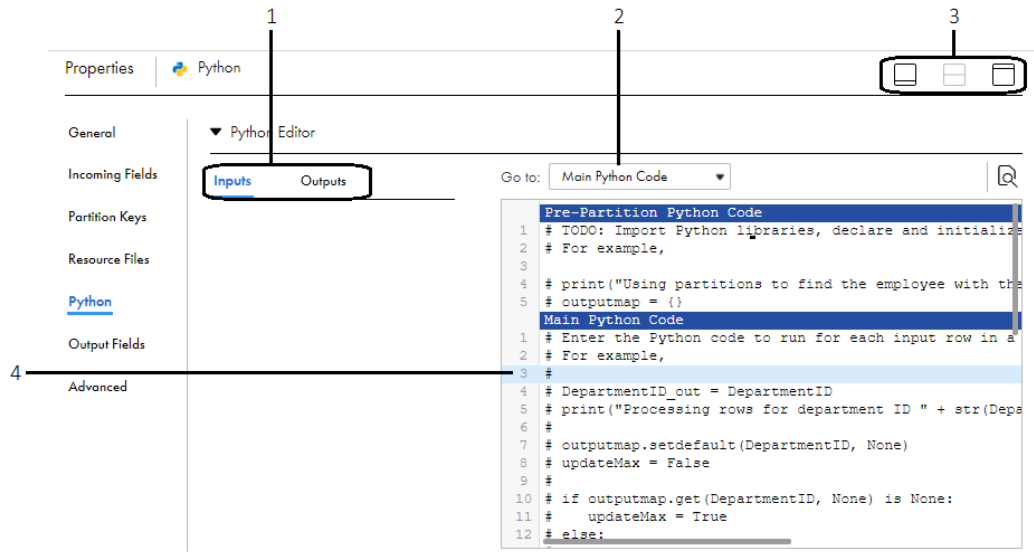 1 2 3
Properties Python
General
Incoming Fields
Partition Keys
Resource Files
Python
Output Fields
Advanced
4
Python Editor
Inputs Outputs
Go to: Main Python Code
Pre-Partition Python Code
1 # TODO: Import Python libraries, declare and initialize
2 # For example,
3
4 # print("Using partitions to find the employee with the
5 # outputmap = {}
Main Python Code
1 # Enter the Python code to run for each input row in a
2 # For example,
3 #
4 # DepartmentID_out = DepartmentID
5 # print("Processing rows for department ID " + str(Depa
6 #
7 # outputmap.setdefault(DepartmentID, None)
8 # updateMax = False
9 #
10 # if outputmap.get(DepartmentID, None) is None:
11 #    updateMax = True
12 # else: